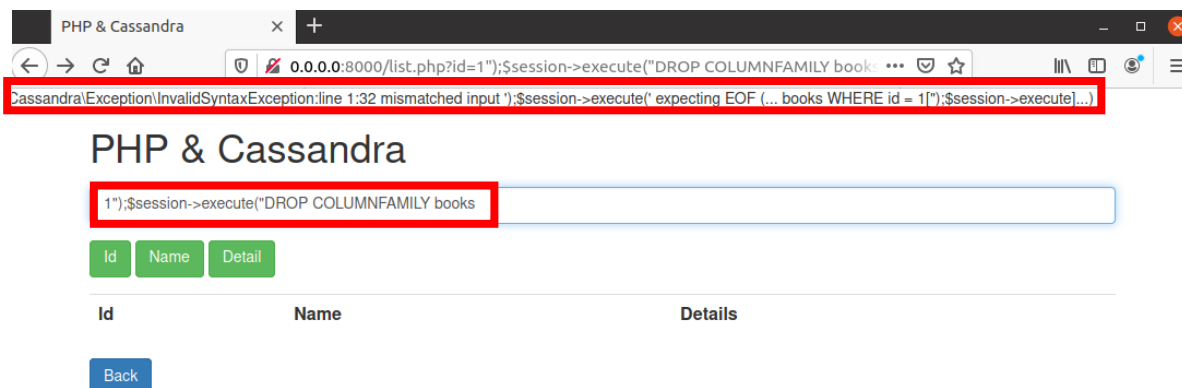 PHP & Cassandra
0.0.0.0:8000/list.php?id=1");$session->execute("DROP COLUMNFAMILY books
Cassandra\Exception\InvalidSyntaxException:line 1:32 mismatched input ');$session->execute(' expecting EOF (... books WHERE id = 1[");$session->execute]...)
PHP & Cassandra
1");$session->execute("DROP COLUMNFAMILY books
Id Name Detail
Id Name Details
Back